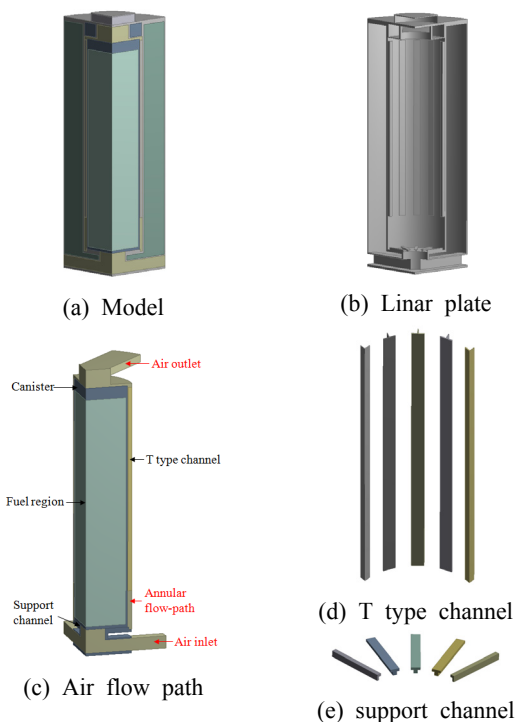 (a) Model
(b) Linar plate
Air outlet
Canister
T type channel
Fuel region
Annular
flow-path
Support
channel
Air inlet
(c) Air flow path
(d) T type channel
(e) support channel